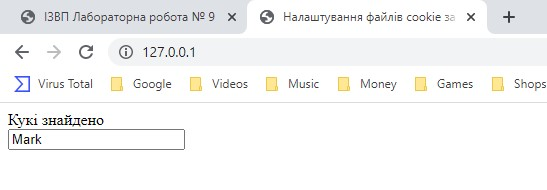 ІЗВП Лабораторна робота № 9
Налаштування файлів cookie за
127.0.0.1
Virus Total
Google
Videos
Music
Money
Games
Shops
Кукі знайдено
Mark